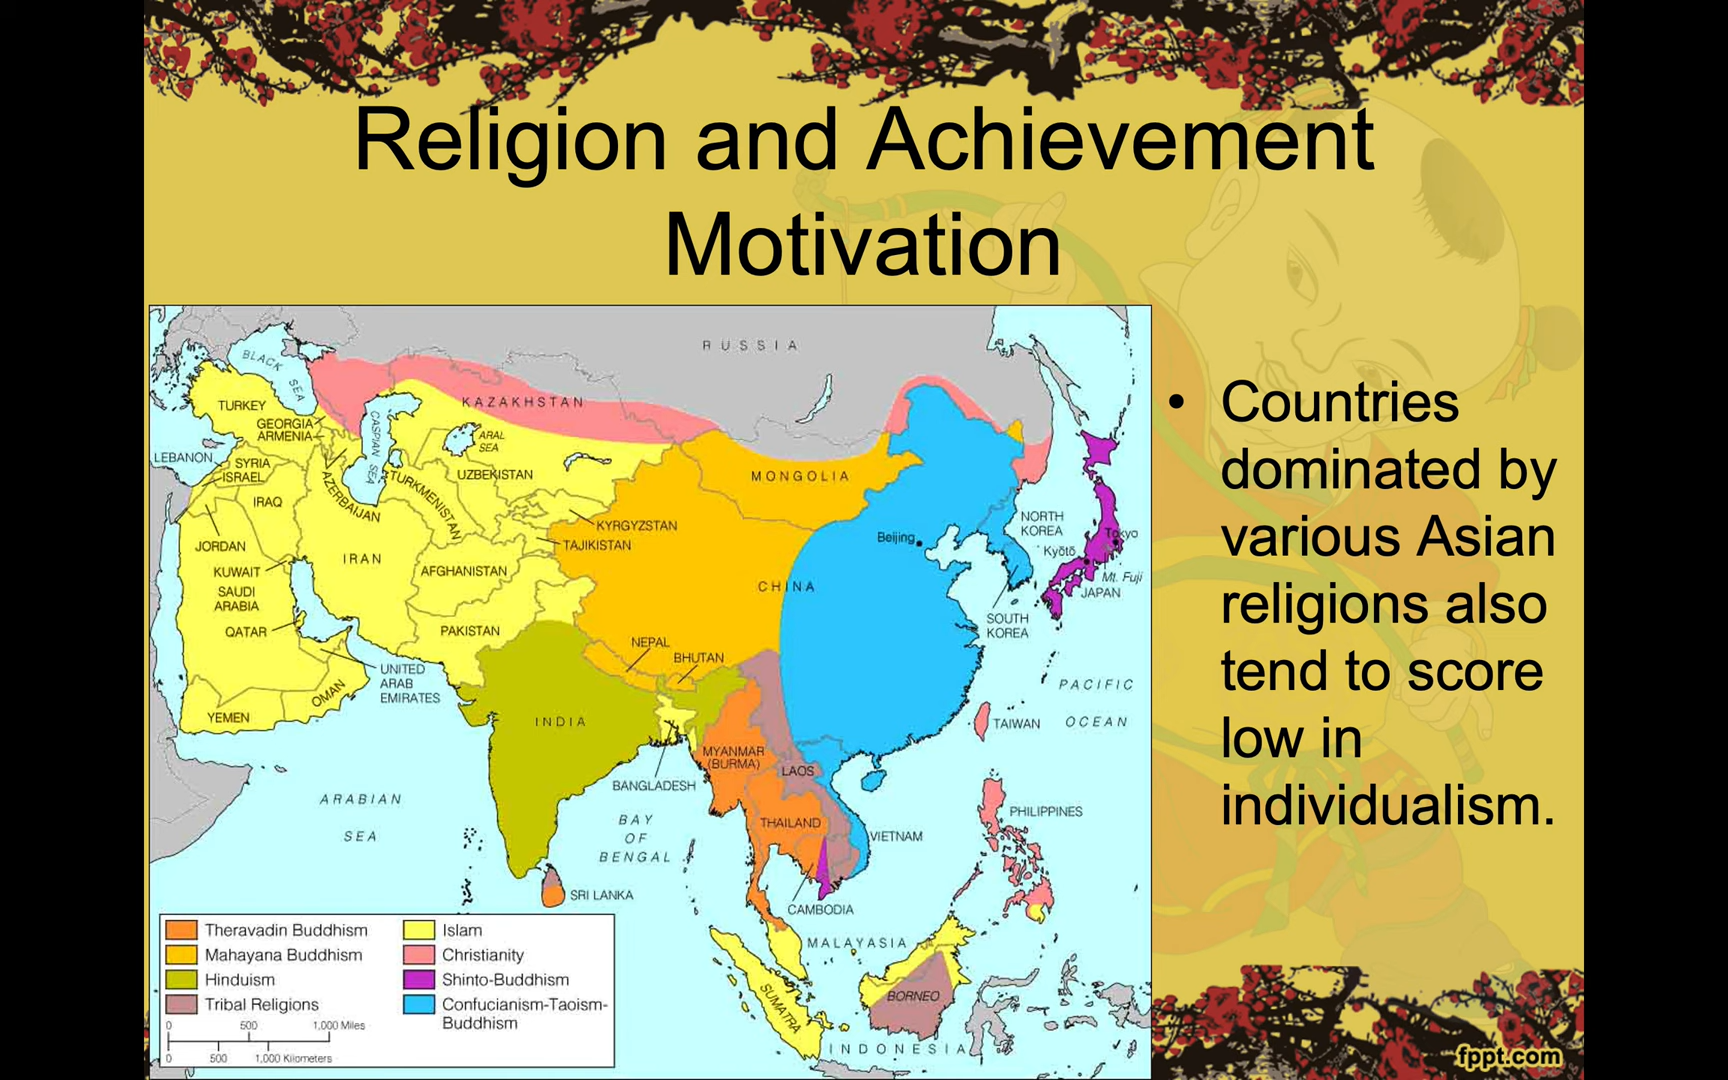 Religion and Achievement
Motivation
• Countries
dominated by
various Asian
religions also
tend to score
low in
individualism.
RUSSIA
BLACK
SEA
KAZAKHSTAN
TURKEY
GEORGIA
ARMENIA
CASPIAN SEA
ARAL
SEA
LEBANON
SYRIA
ISRAEL
UZBEKISTAN
MONGOLIA
IRAQ
AZERBAIJAN
TURKMENISTAN
NORTH
KOREA
KYRGYZSTAN
Beijing
Tokyo
Kyōtō
JORDAN
TAJIKISTAN
IRAN
KUWAIT
AFGHANISTAN
CHINA
Mt. Fuji
JAPAN
SAUDI
ARABIA
SOUTH
KOREA
QATAR
PAKISTAN
NEPAL
BHUTAN
UNITED
ARAB
EMIRATES
OMAN
PACIFIC
OCEAN
YEMEN
INDIA
TAIWAN
MYANMAR
(BURMA)
LAOS
BANGLADESH
ARABIAN
SEA
BAY
OF
BENGAL
THAILAND
PHILIPPINES
VIETNAM
SRI LANKA
CAMBODIA
MALAYASIA
SUMATRA
BORNEO
INDONESIA
Theravadin Buddhism
Mahayana Buddhism
Hinduism
Tribal Religions
Islam
Christianity
Shinto-Buddhism
Confucianism-Taoism-
Buddhism
0 500 1,000 Miles
0 500 1,000 Kilometers
fppt.com